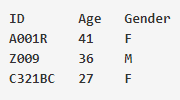 ID Age Gender
A001R 41 F
Z009 36 M
C321BC 27 F